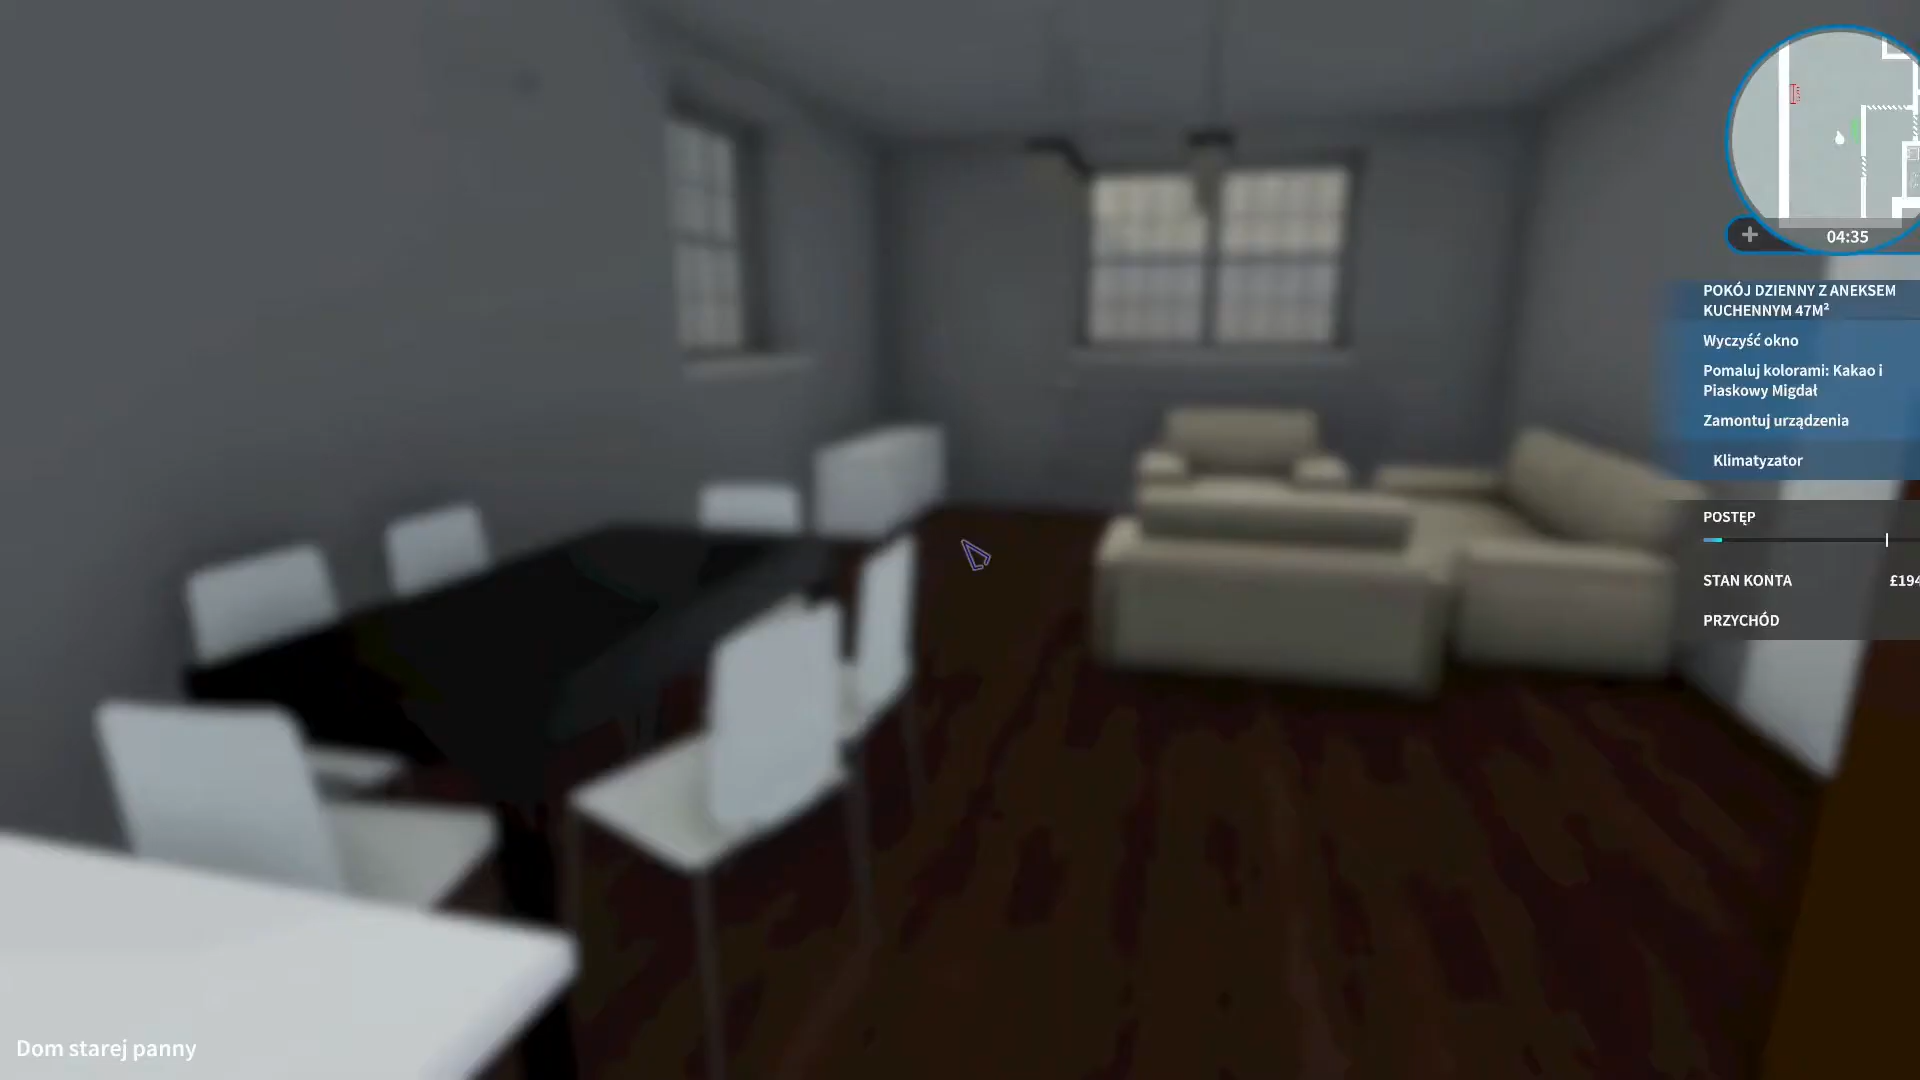 04:35
POKÓJ DZIENNY Z ANEKSEM
KUCHENNYM 47M²
Wyczyść okno
Pomaluj kolorami: Kakao i
Piaskowy Migdał
Zamontuj urządzenia
Klimatyzator
POSTĘP
STAN KONTA £194
PRZYCHÓD
Dom starej panny